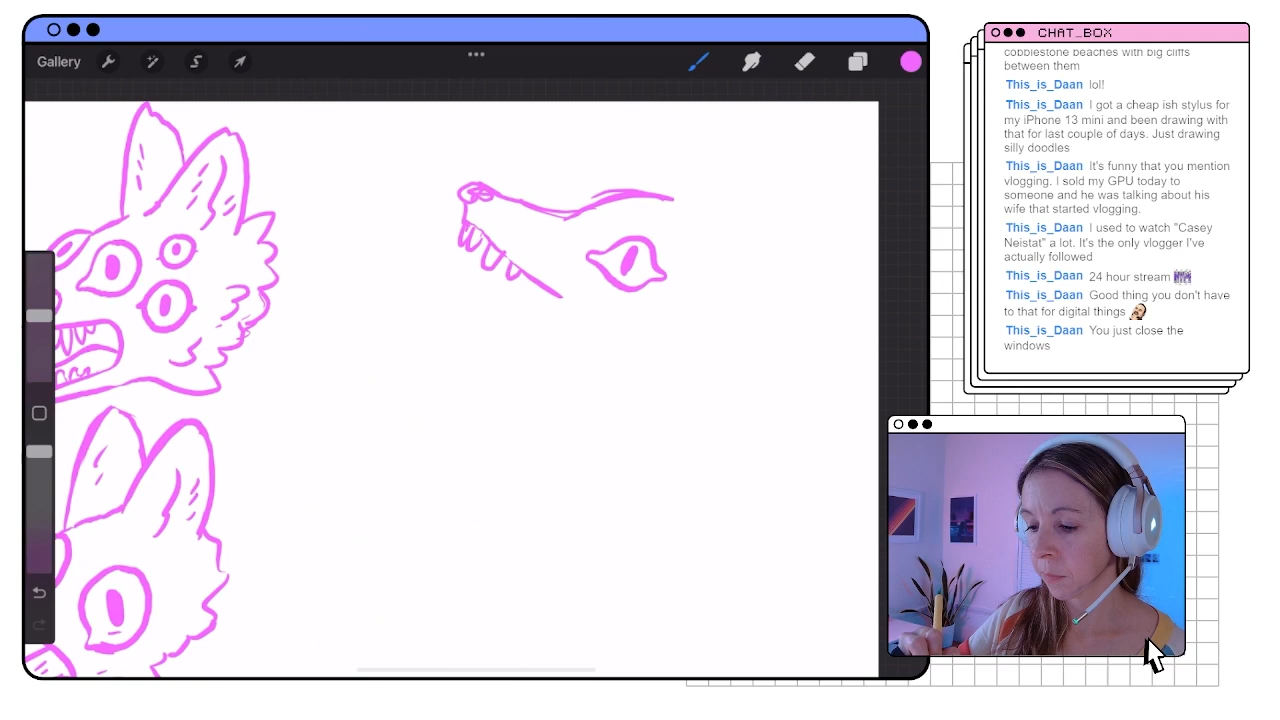 Gallery
CHAT_BOX
cobblestone beaches with big cliffs
between them
This_is_Daan lol!
This_is_Daan I got a cheap ish stylus for
my iPhone 13 mini and been drawing with
that for last couple of days. Just drawing
silly doodles
This_is_Daan It's funny that you mention
vlogging. I sold my GPU today to
someone and he was talking about his
wife that started vlogging.
This_is_Daan I used to watch "Casey
Neistat" a lot. It's the only vlogger I've
actually followed
This_is_Daan 24 hour stream
This_is_Daan Good thing you don't have
to that for digital things
This_is_Daan You just close the
windows